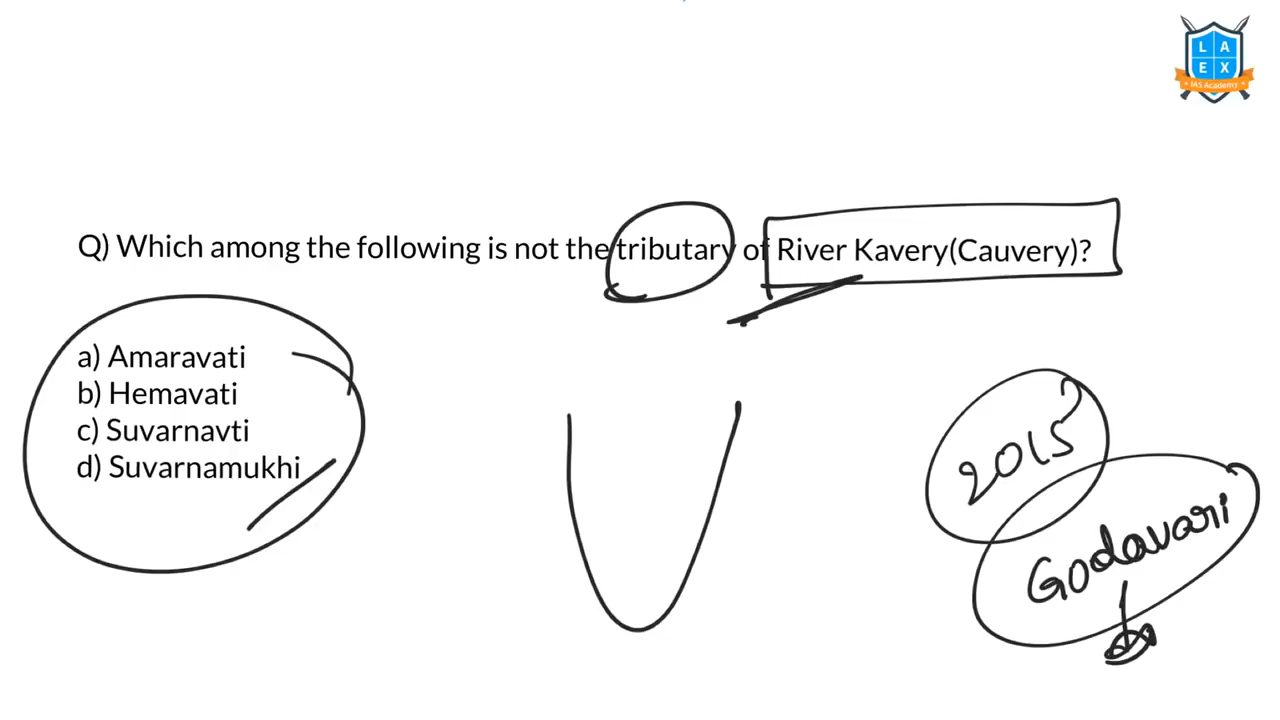 L A
E X
IAS Academy
Q) Which among the following is not the tributary of River Kavery(Cauvery)?
a) Amaravati
b) Hemavati
c) Suvarnavti
d) Suvarnamukhi
2015
Godavari